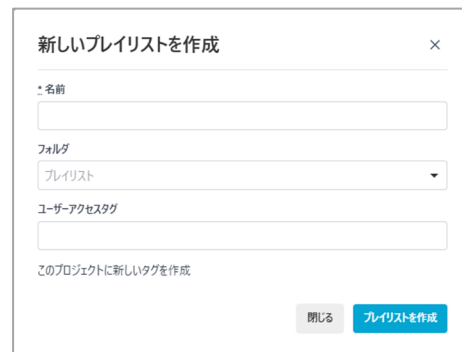 新しいプレイリストを作成
* 名前
フォルダ
プレイリスト
ユーザーアクセスタグ
このプロジェクトに新しいタグを作成
閉じる
プレイリストを作成